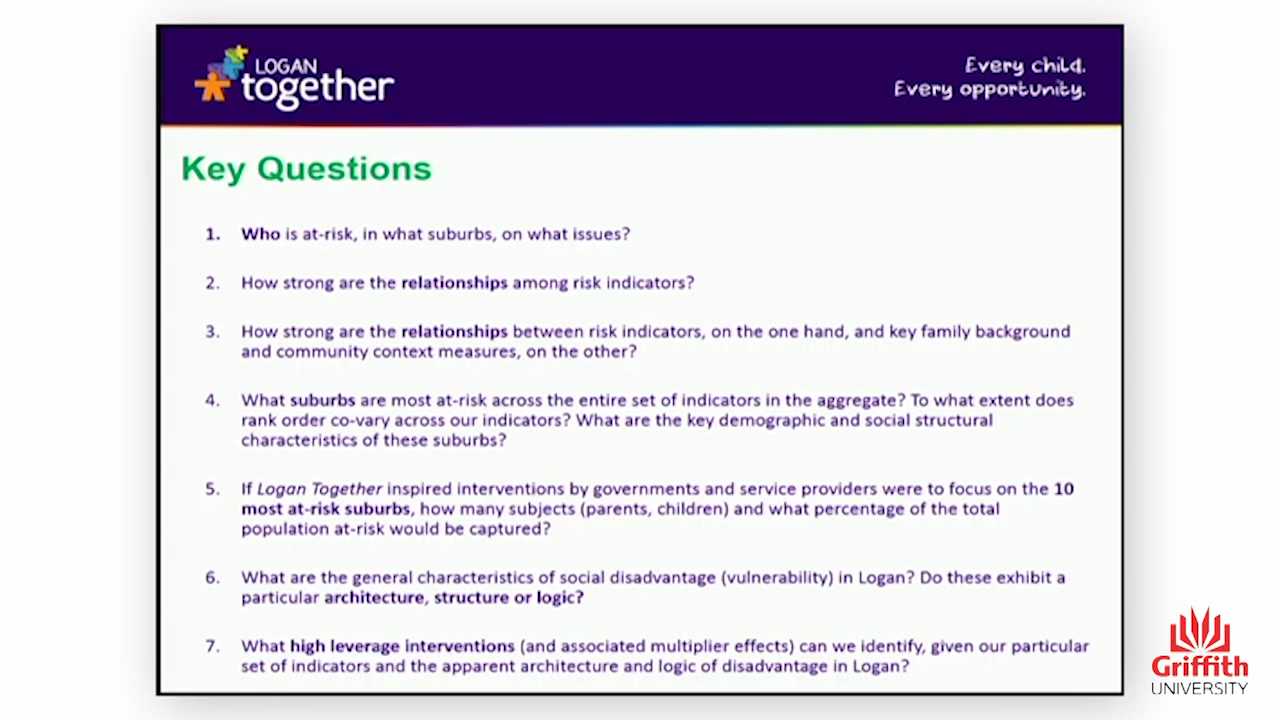 LOGAN
together
Every child.
Every opportunity.
Key Questions
1. Who is at-risk, in what suburbs, on what issues?
2. How strong are the relationships among risk indicators?
3. How strong are the relationships between risk indicators, on the one hand, and key family background
and community context measures, on the other?
4. What suburbs are most at-risk across the entire set of indicators in the aggregate? To what extent does
rank order co-vary across our indicators? What are the key demographic and social structural
characteristics of these suburbs?
5. If Logan Together inspired interventions by governments and service providers were to focus on the 10
most at-risk suburbs, how many subjects (parents, children) and what percentage of the total
population at-risk would be captured?
6. What are the general characteristics of social disadvantage (vulnerability) in Logan? Do these exhibit a
particular architecture, structure or logic?
7. What high leverage interventions (and associated multiplier effects) can we identify, given our particular
set of indicators and the apparent architecture and logic of disadvantage in Logan?
Griffith
UNIVERSITY